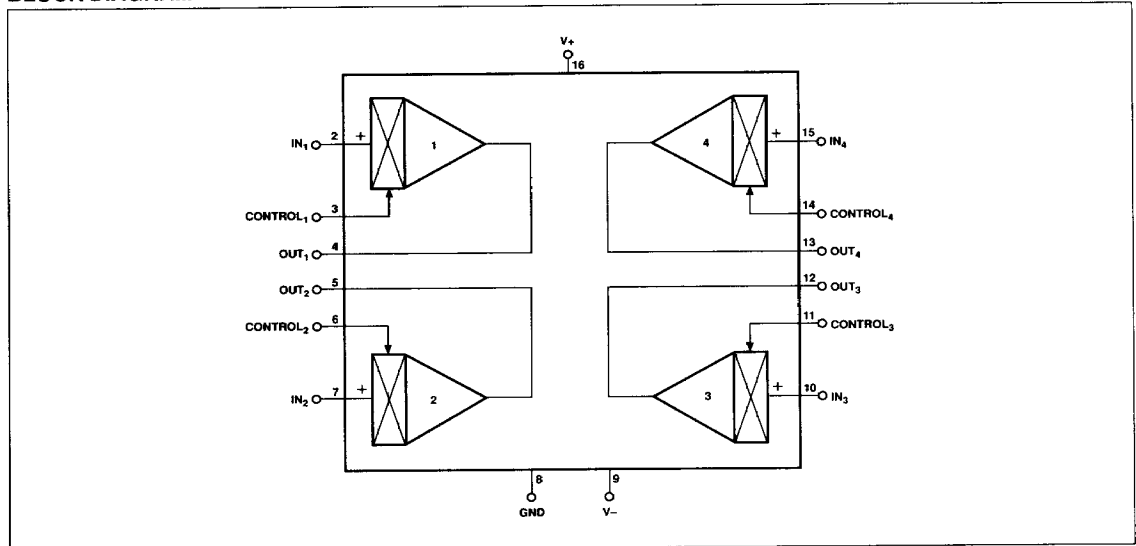 V+
16
IN₁ 2 + 1
4 + 15 IN₄
CONTROL₁ 3
14 CONTROL₄
OUT₁ 4
13 OUT₄
OUT₂ 5
12 OUT₃
CONTROL₂ 6
11 CONTROL₃
IN₂ 7 + 2
3 + 10 IN₃
8 9
GND V−